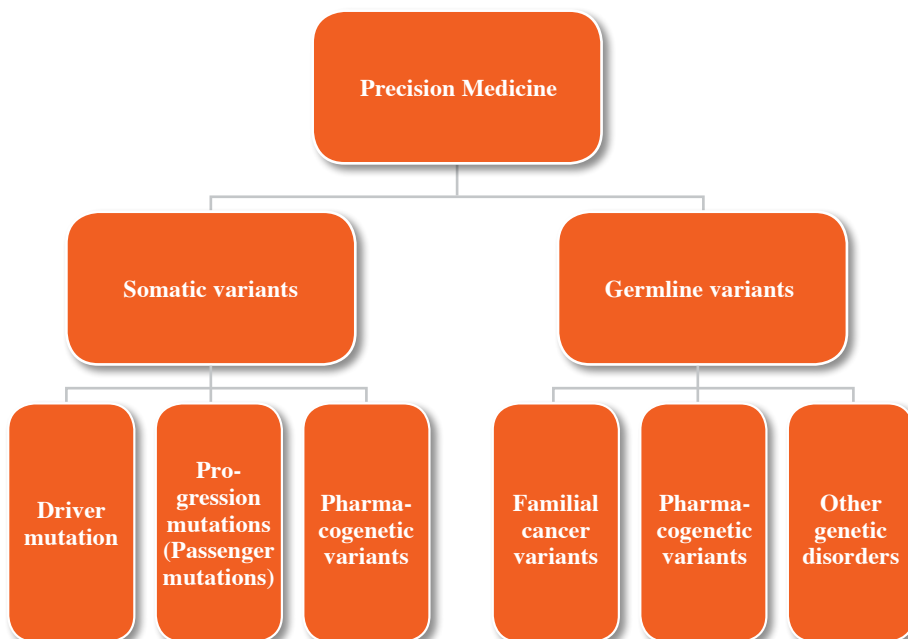 Precision Medicine
Somatic variants
Germline variants
Driver
mutation
Pro-
gression
mutations
(Passenger
mutations)
Pharma-
cogenetic
variants
Familial
cancer
variants
Pharma-
cogenetic
variants
Other
genetic
disorders